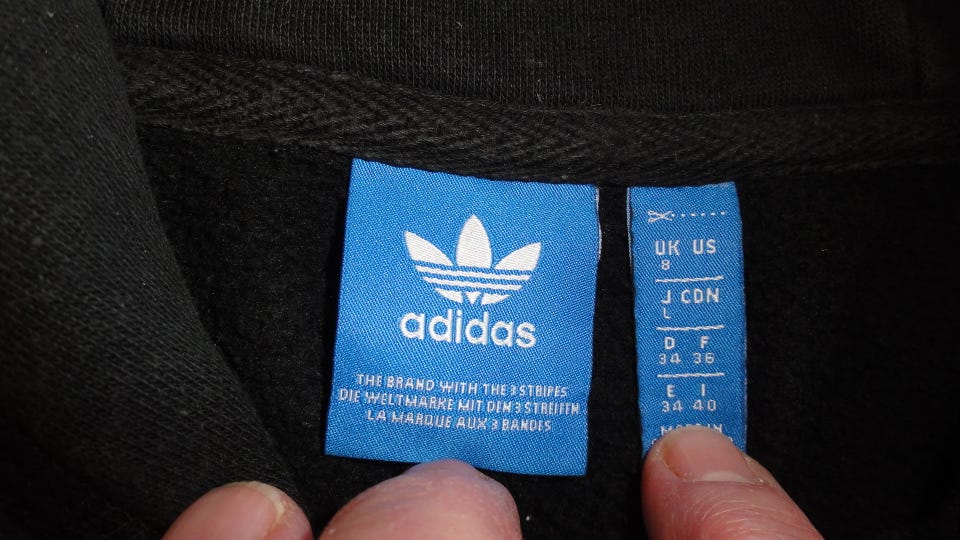 adidas
THE BRAND WITH THE 3 STRIPES
DIE WELTMARKE MIT DEN 3 STREIFEN
LA MARQUE AUX 3 BANDES
UK US
8
J CDN
L
D F
34 36
E I
34 40